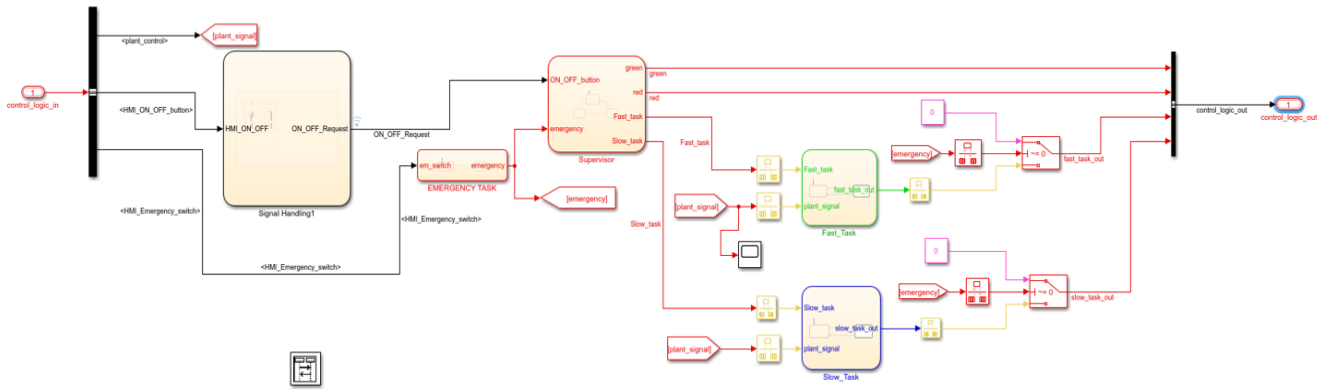 <plant_control>
[plant_signal]
1
control_logic_in
<HMI_ON_OFF_button>
HMI_ON_OFF
ON_OFF_Request
Signal Handling1
ON_OFF_Request
<HMI_Emergency_switch>
<HMI_Emergency_switch>
<HMI_Emergency_switch>
em_switch
emergency
EMERGENCY TASK
[emergency]
ON_OFF_button
emergency
green
red
Fast_task
Slow_task
Supervisor
green
red
Fast_task
Slow_task
[plant_signal]
Fast_task
fast_task_out
plant_signal
Fast_Task
0
[emergency]
~= 0
fast_task_out
control_logic_out
1
control_logic_out
[plant_signal]
Slow_task
slow_task_out
plant_signal
Slow_Task
0
[emergency]
~= 0
slow_task_out